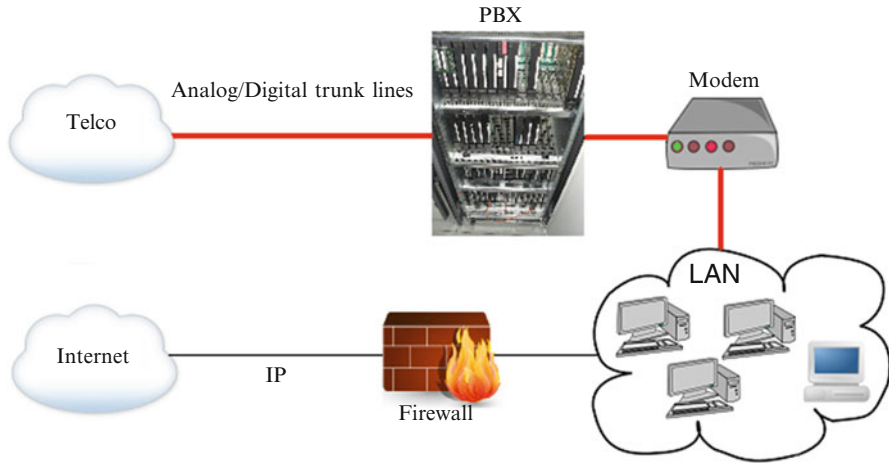 PBX
Analog/Digital trunk lines
Modem
Telco
LAN
Internet
IP
Firewall